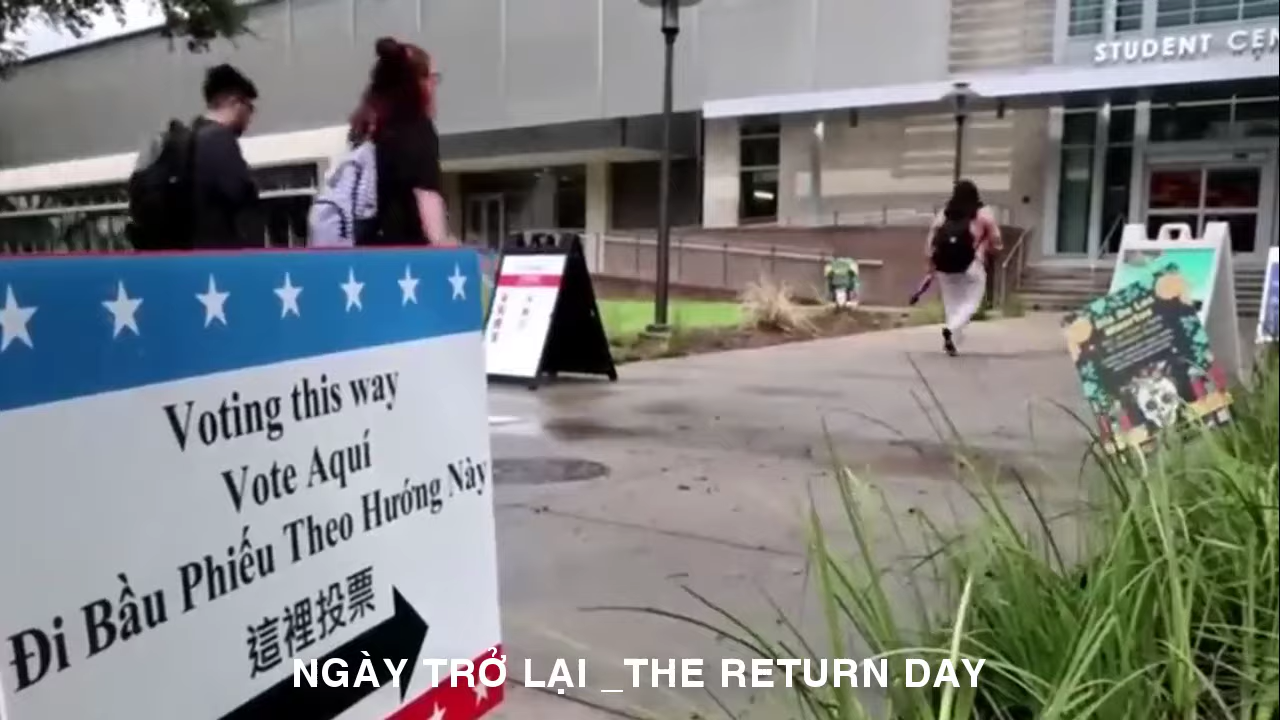 STUDENT CEN
Voting this way
Vote Aquí
Đi Bầu Phiếu Theo Hướng Này
這裡投票
NGÀY TRỞ LẠI _THE RETURN DAY